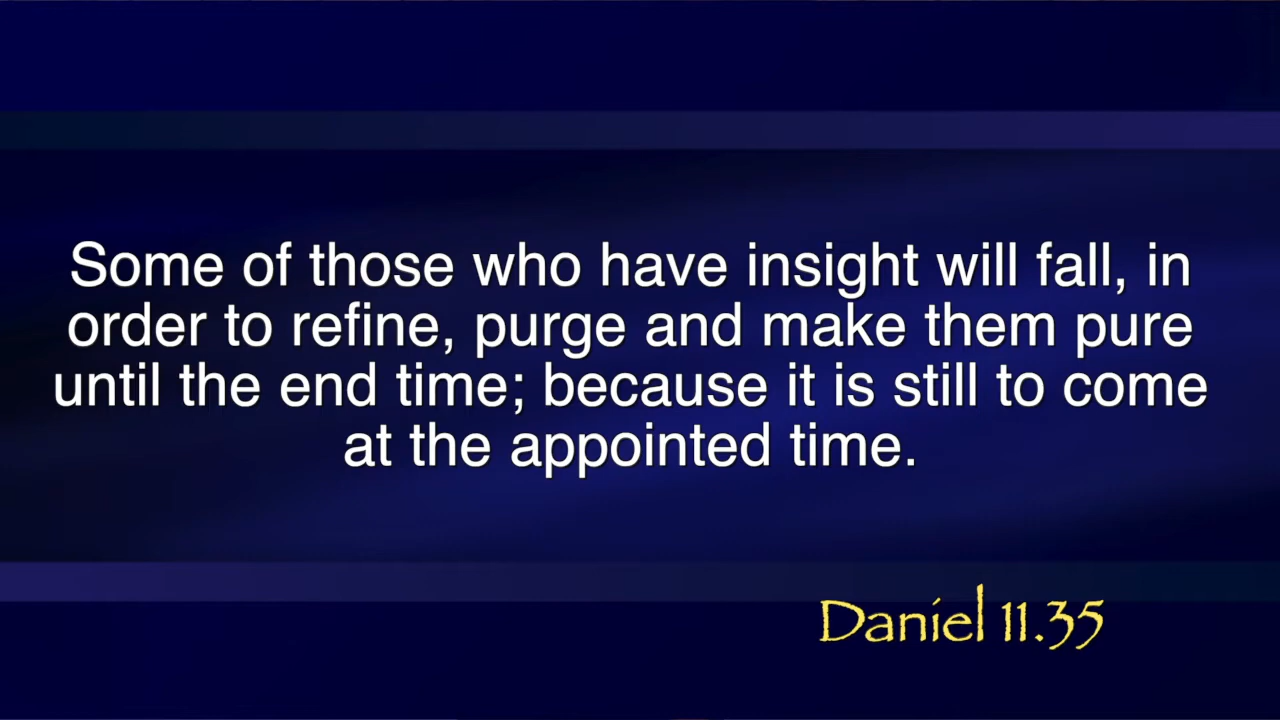 Some of those who have insight will fall, in
order to refine, purge and make them pure
until the end time; because it is still to come
at the appointed time.
Daniel 11.35